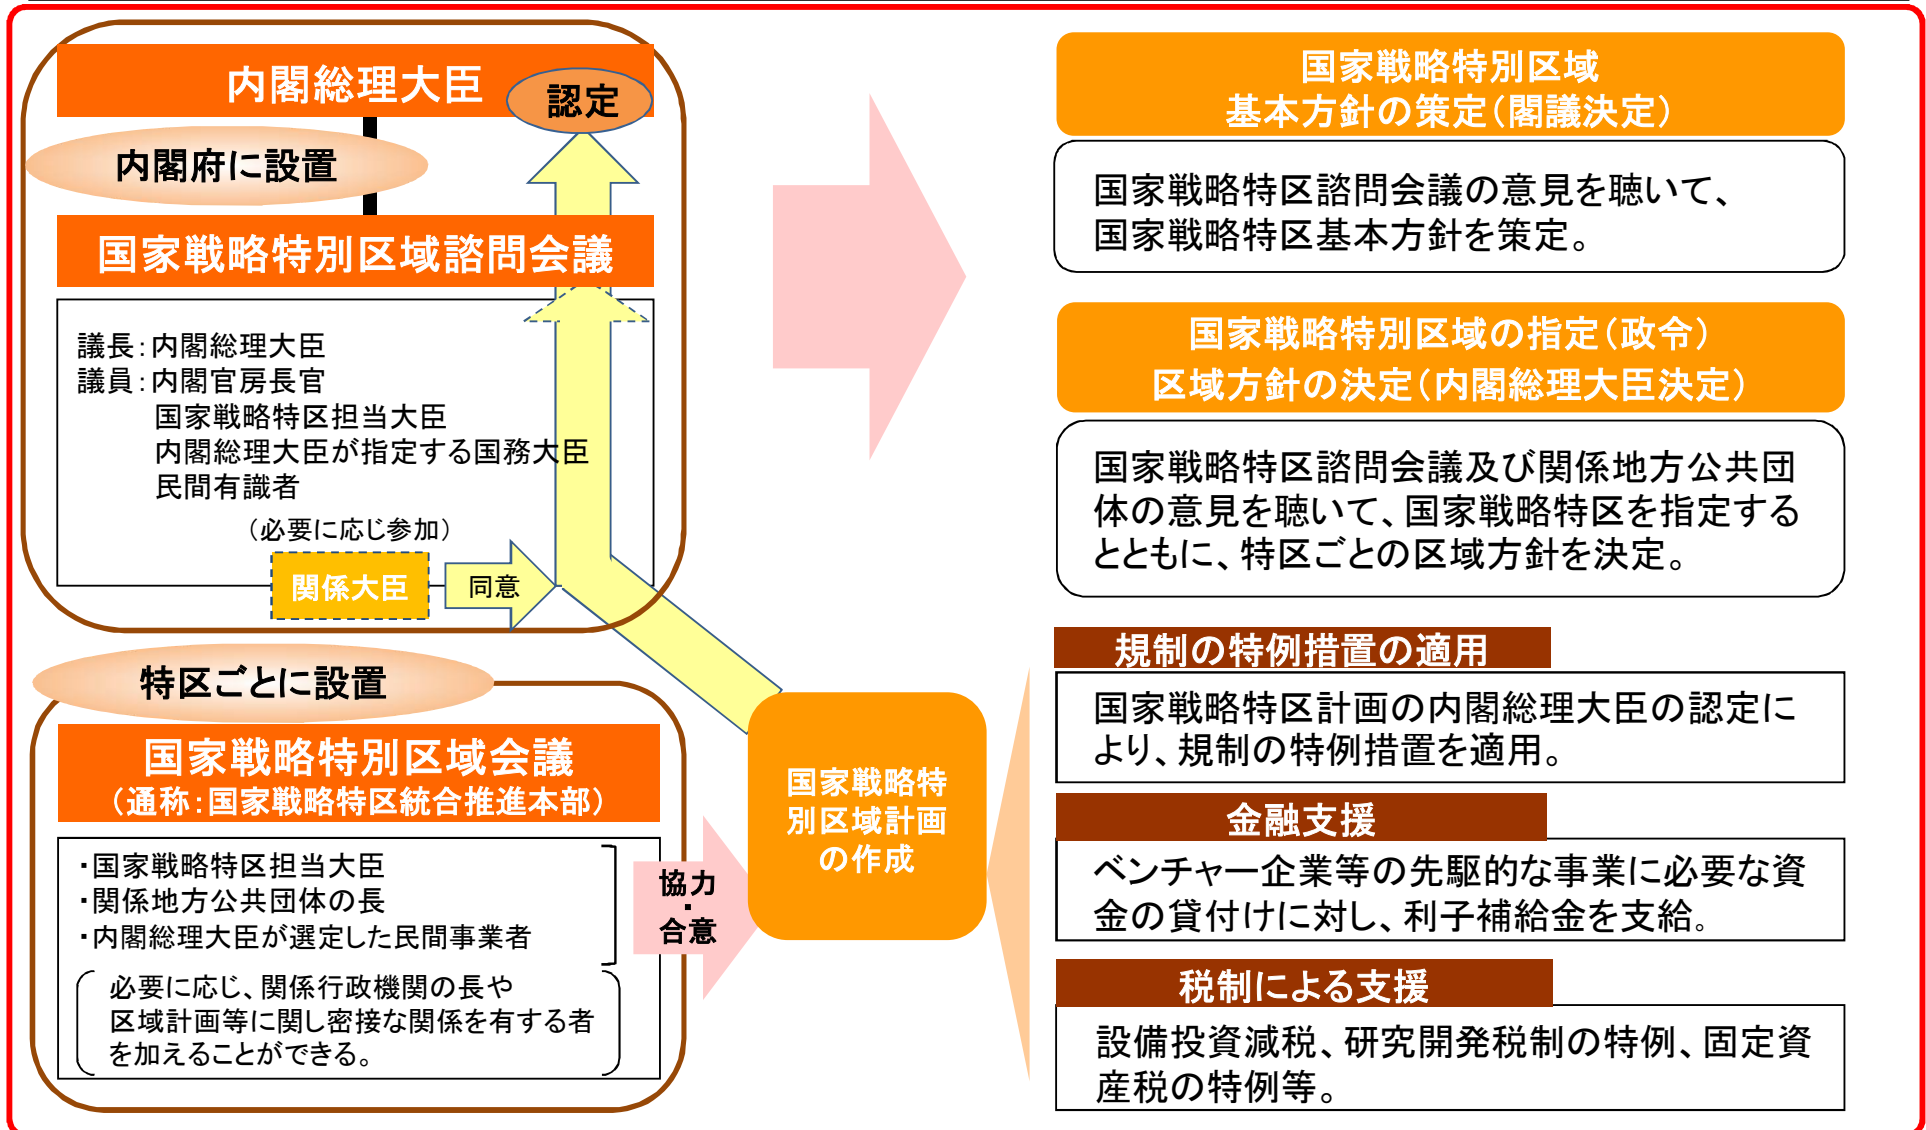 内閣総理大臣
認定
内閣府に設置
国家戦略特別区域諮問会議
議長：内閣総理大臣
議員：内閣官房長官
国家戦略特区担当大臣
内閣総理大臣が指定する国務大臣
民間有識者
（必要に応じ参加）
関係大臣
同意
特区ごとに設置
国家戦略特別区域会議
（通称：国家戦略特区統合推進本部）
・国家戦略特区担当大臣
・関係地方公共団体の長
・内閣総理大臣が選定した民間事業者
必要に応じ、関係行政機関の長や
区域計画等に関し密接な関係を有する者
を加えることができる。
協力
・
合意
国家戦略特
別区域計画
の作成
国家戦略特別区域
基本方針の策定（閣議決定）
国家戦略特区諮問会議の意見を聴いて、
国家戦略特区基本方針を策定。
国家戦略特別区域の指定（政令）
区域方針の決定（内閣総理大臣決定）
国家戦略特区諮問会議及び関係地方公共団
体の意見を聴いて、国家戦略特区を指定する
とともに、特区ごとの区域方針を決定。
規制の特例措置の適用
国家戦略特区計画の内閣総理大臣の認定に
より、規制の特例措置を適用。
金融支援
ベンチャー企業等の先駆的な事業に必要な資
金の貸付けに対し、利子補給金を支給。
税制による支援
設備投資減税、研究開発税制の特例、固定資
産税の特例等。